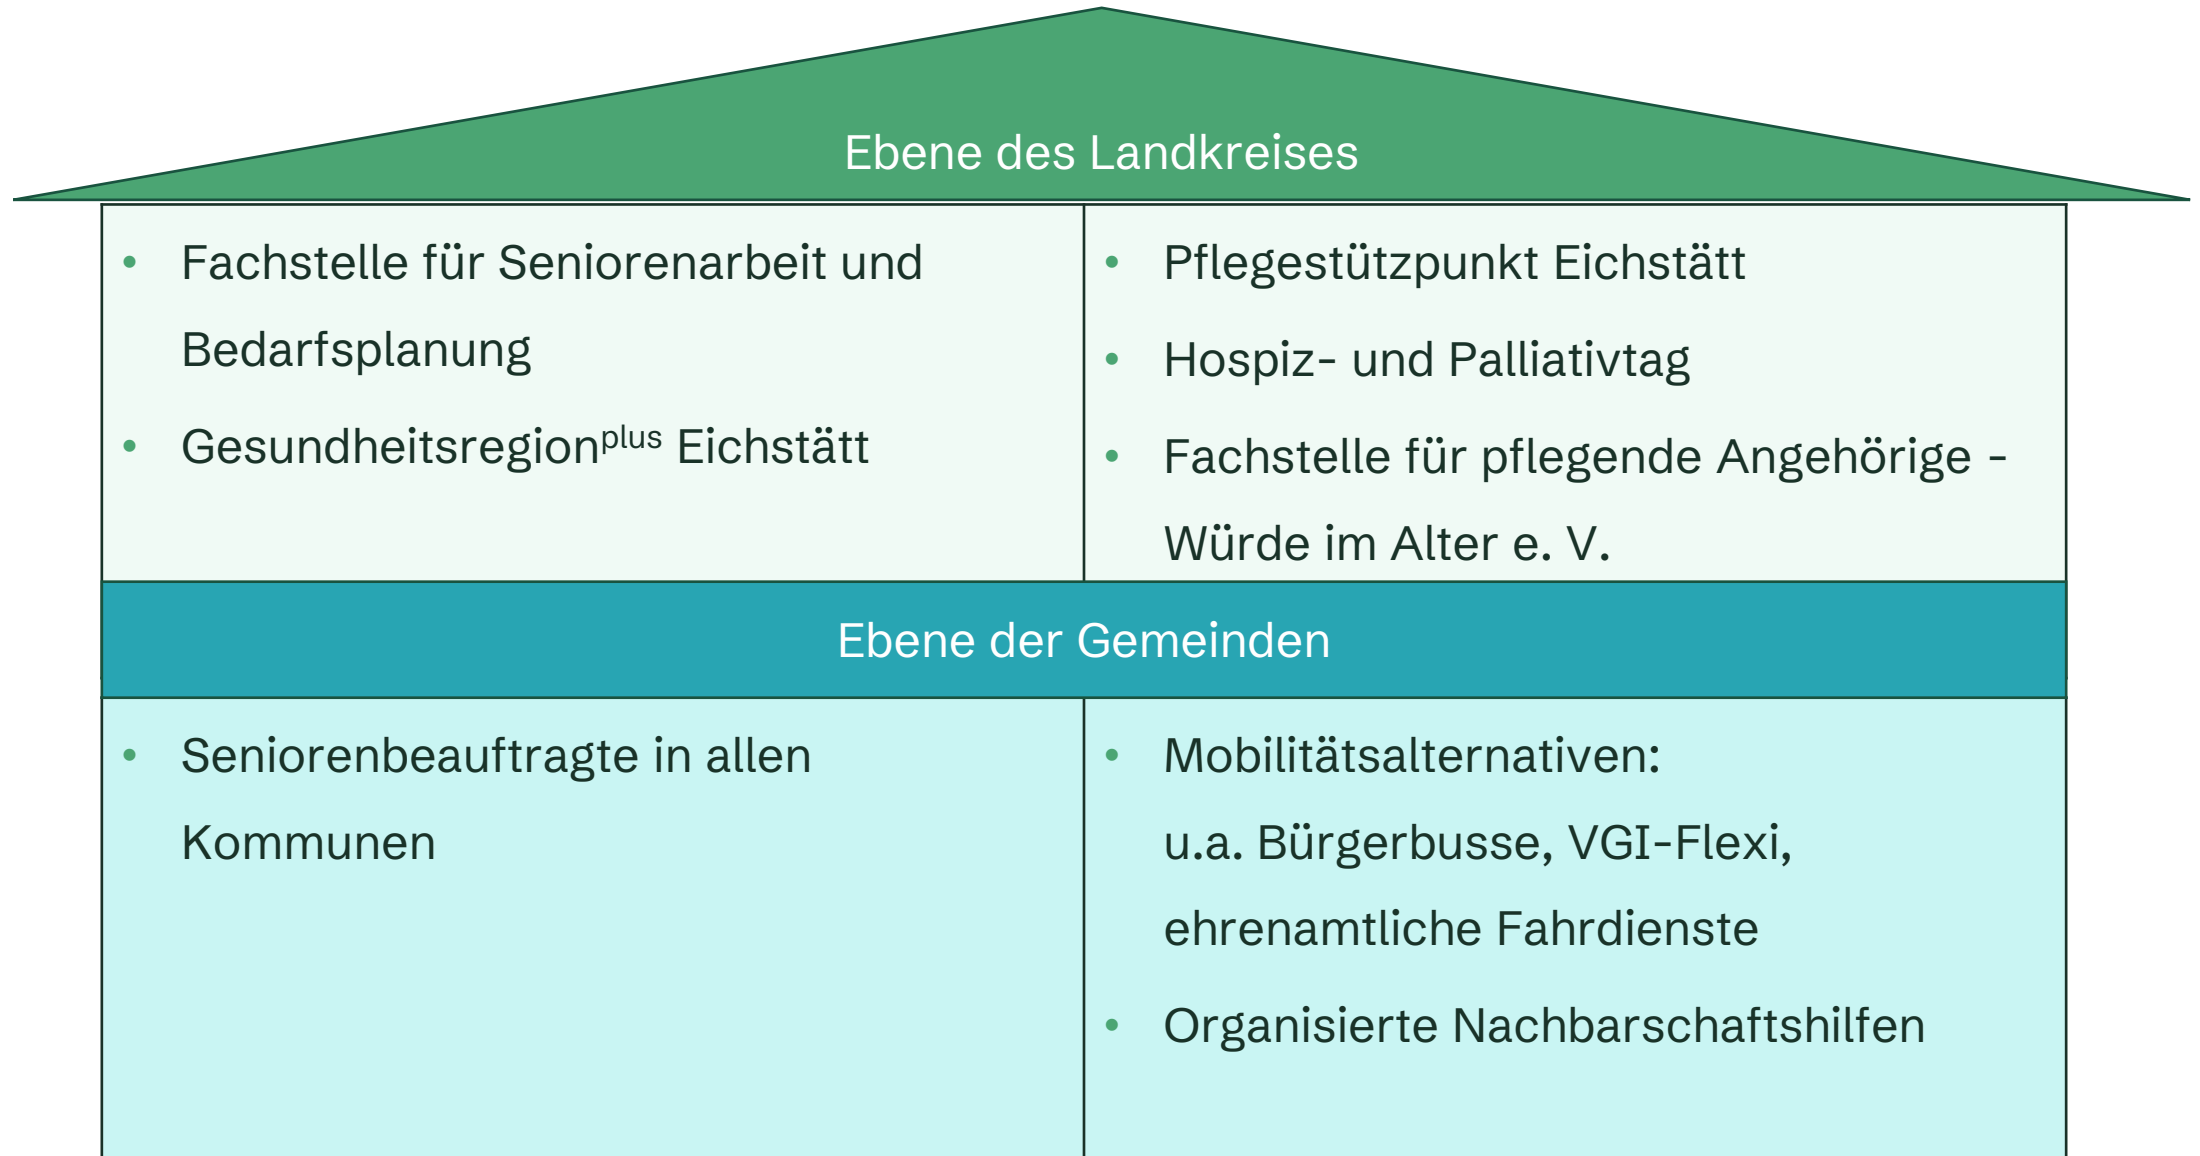 Ebene des Landkreises
• Fachstelle für Seniorenarbeit und
Bedarfsplanung
• Gesundheitsregionplus Eichstätt
• Pflegestützpunkt Eichstätt
• Hospiz- und Palliativtag
• Fachstelle für pflegende Angehörige -
Würde im Alter e. V.
Ebene der Gemeinden
• Seniorenbeauftragte in allen
Kommunen
• Mobilitätsalternativen:
u.a. Bürgerbusse, VGI-Flexi,
ehrenamtliche Fahrdienste
• Organisierte Nachbarschaftshilfen